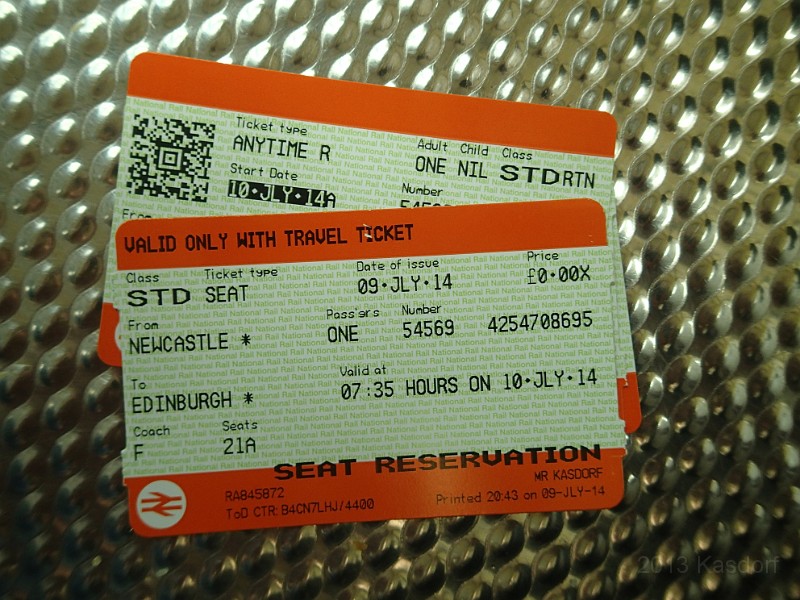 Ticket type
ANYTIME R
Start Date
10·JLY·14A
Adult Child Class
ONE NIL STD RTN
Number
From
VALID ONLY WITH TRAVEL TICKET
Class Ticket type Date of issue Price
STD SEAT 09·JLY·14 £0·00X
From Pass'ers Number
NEWCASTLE * ONE 54569 4254708695
To Valid at
EDINBURGH * 07:35 HOURS ON 10·JLY·14
Coach Seats
F 21A
SEAT RESERVATION
RA845872 MR KASDORF
ToD CTR: B4CN7LHJ/4400 Printed 20:43 on 09-JLY-14
2013 Kasdorf